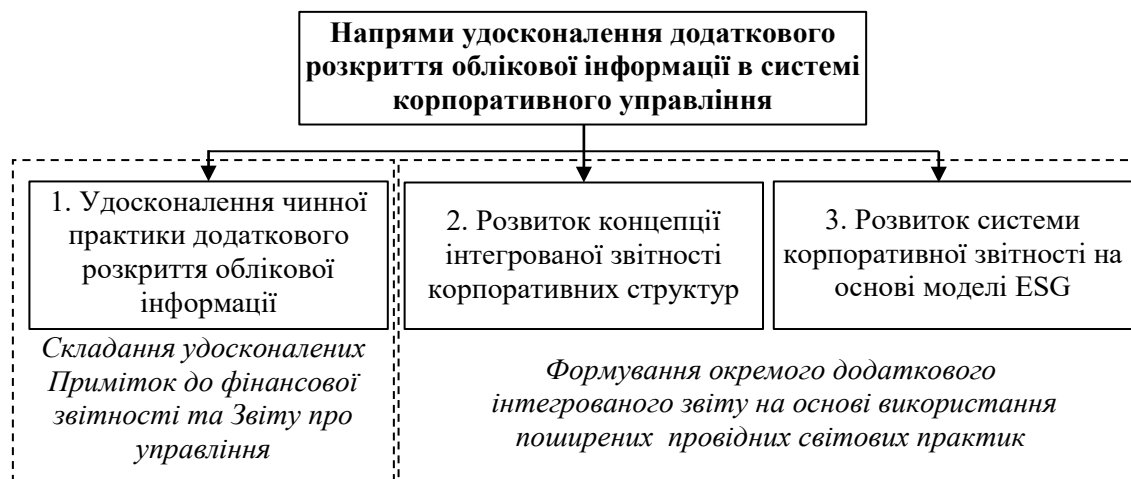 Напрями удосконалення додаткового
розкриття облікової інформації в системі
корпоративного управління
1. Удосконалення чинної
практики додаткового
розкриття облікової
інформації
2. Розвиток концепції
інтегрованої звітності
корпоративних структур
3. Розвиток системи
корпоративної звітності на
основі моделі ESG
Складання удосконалених
Приміток до фінансової
звітності та Звіту про
управління
Формування окремого додаткового
інтегрованого звіту на основі використання
поширених провідних світових практик